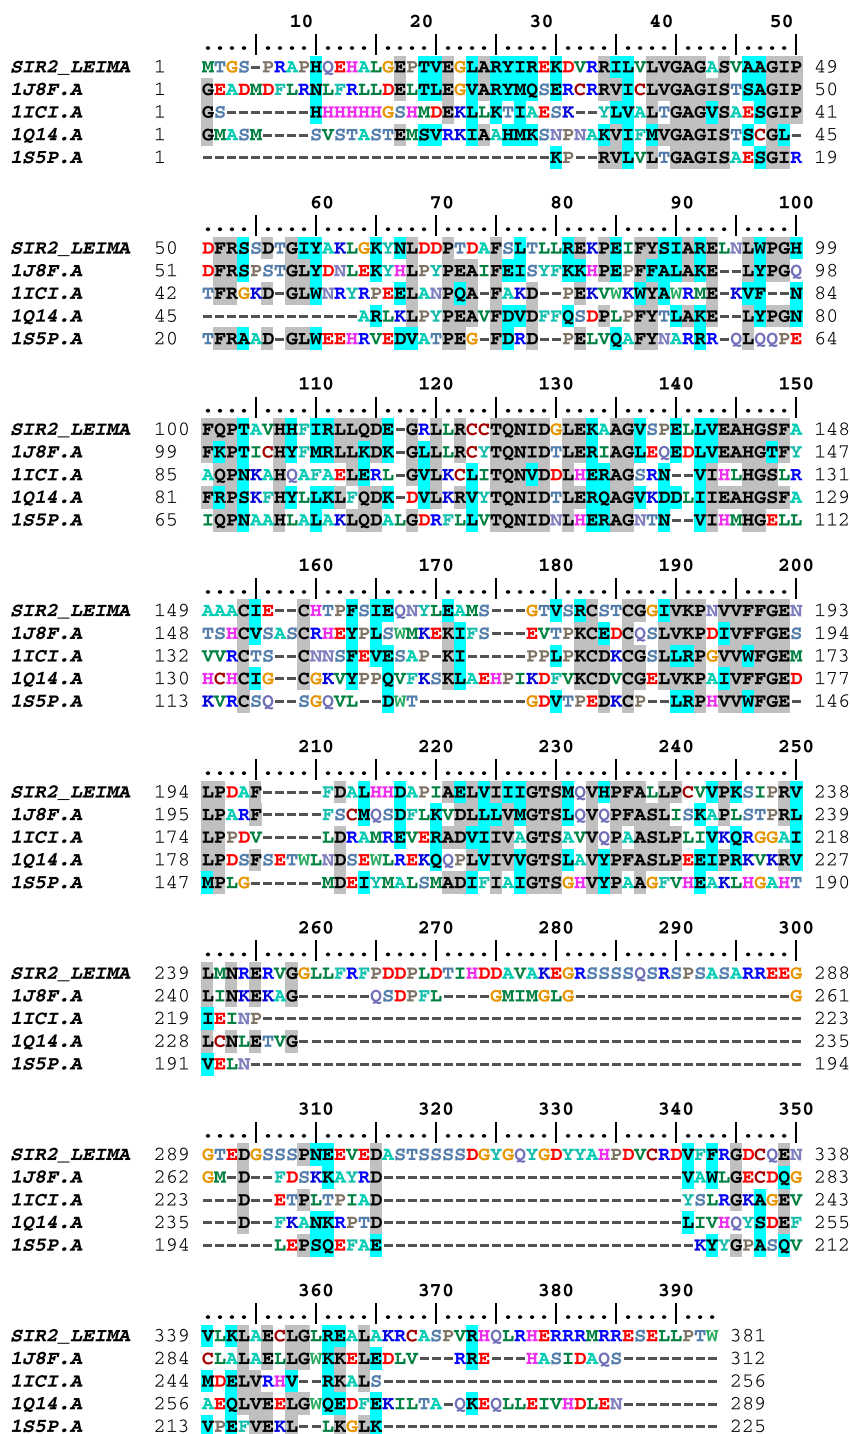 10 20 30 40 50
SIR2_LEIMA 1 MTGS-PRAPHQEHALGEPTVEGLARYIREKDVRRILVLVGAGASVAAGIP 49
1J8F.A 1 GEADMDFLRNLFRLLDELTLEGVARYMQSERCRRVICLVGAGISTSAGIP 50
1ICI.A 1 GS-------HHHHHHGSHMDEKLLKTIAESK--YLVALTGAGVSAESGIP 41
1Q14.A 1 GMASM----SVSTASTEMSVRKIAAHMKSNPNAKVIFMVGAGISTSCGL- 45
1S5P.A 1 -----------------------------KP---RVLVLTGAGISAESGIR 19
60 70 80 90 100
SIR2_LEIMA 50 DFRSSDTGIYAKLGKYNLDDPTDAFSLTLLREKPEIFYSIARELNLWPGH 99
1J8F.A 51 DFRSPSTGLYDNLEKYHLPYPEAIFEISYFKKHPEPFFALAKE--LYPGQ 98
1ICI.A 42 TFRGKD-GLWNRYRPEELANPQA-FAKD--PEKVWKWYAWRME-KVF--N 84
1Q14.A 45 -------------ARLKLPYPEAVFDVDFFQSDPLPFYTLAKE--LYPGN 80
1S5P.A 20 TFRAAD-GLWEEHRVEDVATPEG-FDRD--PELVQAFYNARRR-QLQQPE 64
110 120 130 140 150
SIR2_LEIMA 100 FQPTAVHHFIRLLQDE-GRLLRCCTQNIDGLEKAAGVSPELLVEAHGSFA 148
1J8F.A 99 FKPTICHYFMRLLKDK-GLLLRCYTQNIDTLERIAGLEQEDLVEAHGTFY 147
1ICI.A 85 AQPNKAHQAFAELERL-GVLKCLITQNVDDLHERAGSRN--VIHLHGSLR 131
1Q14.A 81 FRPSKFHYLLKLFQDK-DVLKRVYTQNIDTLERQAGVKDDLIIEAHGSFA 129
1S5P.A 65 IQPNAAHLALAKLQDALGDRFLLVTQNIDNLHERAGNTN--VIHMHGELL 112
160 170 180 190 200
SIR2_LEIMA 149 AAACIE--CHTPFSIEQNYLEAMS---GTVSRCSTCGGIVKPNVVFFGEN 193
1J8F.A 148 TSHCVSASCRHEYPLSWMKEKIFS---EVTPKCEDCQSLVKPDIVFFGES 194
1ICI.A 132 VVRCTS--CNNSFEVESAP-KI-----PPLPKCDKCGSLLRPGVVWFGEM 173
1Q14.A 130 HCHCIG--CGKVYPPQVFKSKLAEHPIKDFVKCDVCGELVKPAIVFFGED 177
1S5P.A 113 KVRCSQ--SGQVL--DWT---------GDVTPEDKCP--LRPHVVWFGE- 146
210 220 230 240 250
SIR2_LEIMA 194 LPDAF-----FDALHHDAPIAELVIIIGTSMQVHPFALLPCVVPKSIPRV 238
1J8F.A 195 LPARF-----FSCMQSDFLKVDLLLVMGTSLQVQPFASLISKAPLSTPRL 239
1ICI.A 174 LPPDV-----LDRAMREVERADVIIVAGTSAVVQPAASLPLIVKQRGGAI 218
1Q14.A 178 LPDSFSETWLNDSEWLREKQQPLVIVVGTSLAVYPFASLPEEIPRKVKRV 227
1S5P.A 147 MPLG------MDEIYMALSMADIFIAIGTSGHVYPAAGFVHEAKLHGAHT 190
260 270 280 290 300
SIR2_LEIMA 239 LMNRERVGGLLFRFPDDPLDTIHDDAVAKEGRSSSSQSRSPSASARREEG 288
1J8F.A 240 LINKEKAG------QSDPFL----GMIMGLG------------------G 261
1ICI.A 219 IEINP--------------------------------------------- 223
1Q14.A 228 LCNLETVG------------------------------------------ 235
1S5P.A 191 VELN---------------------------------------------- 194
310 320 330 340 350
SIR2_LEIMA 289 GTEDGSSSPNEEVEDASTSSSSDGYGQYGDYYAHPDVCRDVFFRGDCQEN 338
1J8F.A 262 GM-D--FDSKKAYRD-------------------------VAWLGECDQG 283
1ICI.A 223 ------ETPLTPIAD-------------------------YSLRGKAGEV 243
1Q14.A 235 ---D--FKANKRPTD-------------------------LIVHQYSDEF 255
1S5P.A 194 ------LEPSQEFAE--------------------------KYYGPASQV 212
360 370 380 390
SIR2_LEIMA 339 VLKLAECLGLREALAKRCASPVRHQLRHERRRMRRESELLPTW 381
1J8F.A 284 CLALAELLGWKKELEDLV---RRE---HASIDAQS-------- 312
1ICI.A 244 MDELVRHV--RKALS---------------------------- 256
1Q14.A 256 AEQLVEELGWQEDFEKILTA-QKEQLLEIVHDLEN-------- 289
1S5P.A 213 VPEFVEKL--LKGLK---------------------------- 225